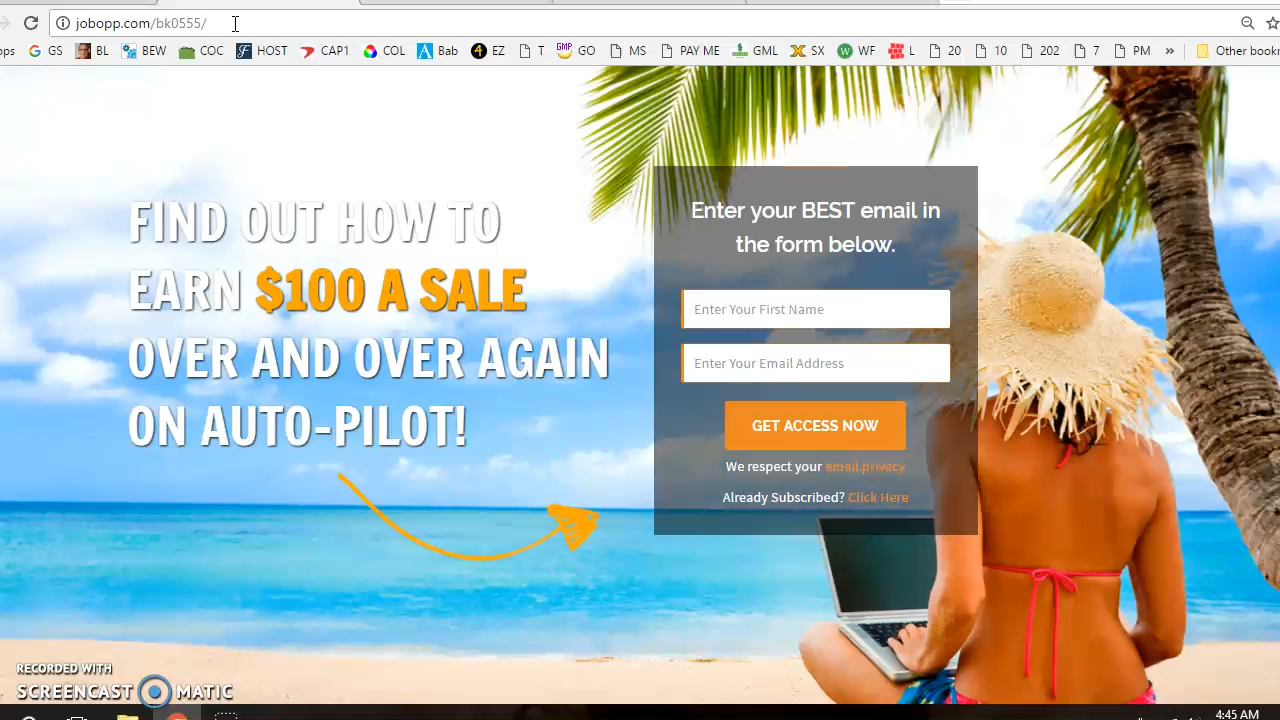 jobopp.com/bk0555/
GS BL BEW COC HOST CAP1 COL Bab EZ T GO MS PAY ME GML SX WF L 20 10 202 7 PM » Other book
FIND OUT HOW TO
EARN $100 A SALE
OVER AND OVER AGAIN
ON AUTO-PILOT!
Enter your BEST email in
the form below.
Enter Your First Name
Enter Your Email Address
GET ACCESS NOW
We respect your email privacy
Already Subscribed? Click Here
RECORDED WITH
SCREENCAST MATIC
4:45 AM